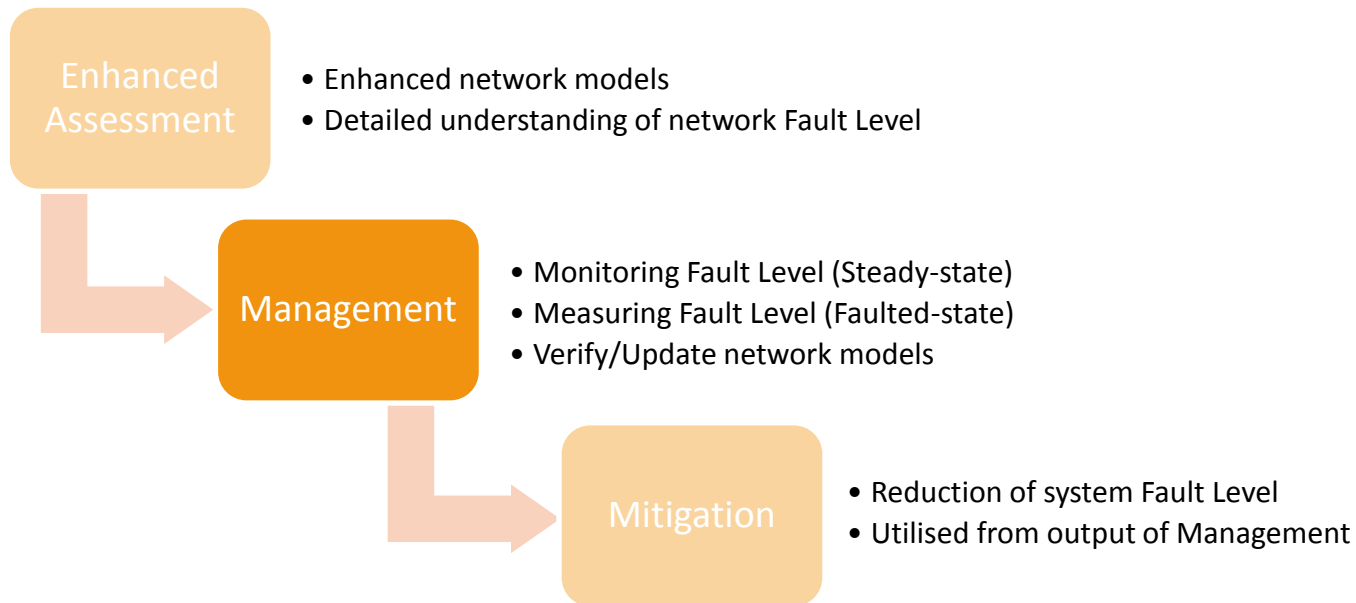 Enhanced
Assessment
• Enhanced network models
• Detailed understanding of network Fault Level
Management
• Monitoring Fault Level (Steady-state)
• Measuring Fault Level (Faulted-state)
• Verify/Update network models
Mitigation
• Reduction of system Fault Level
• Utilised from output of Management